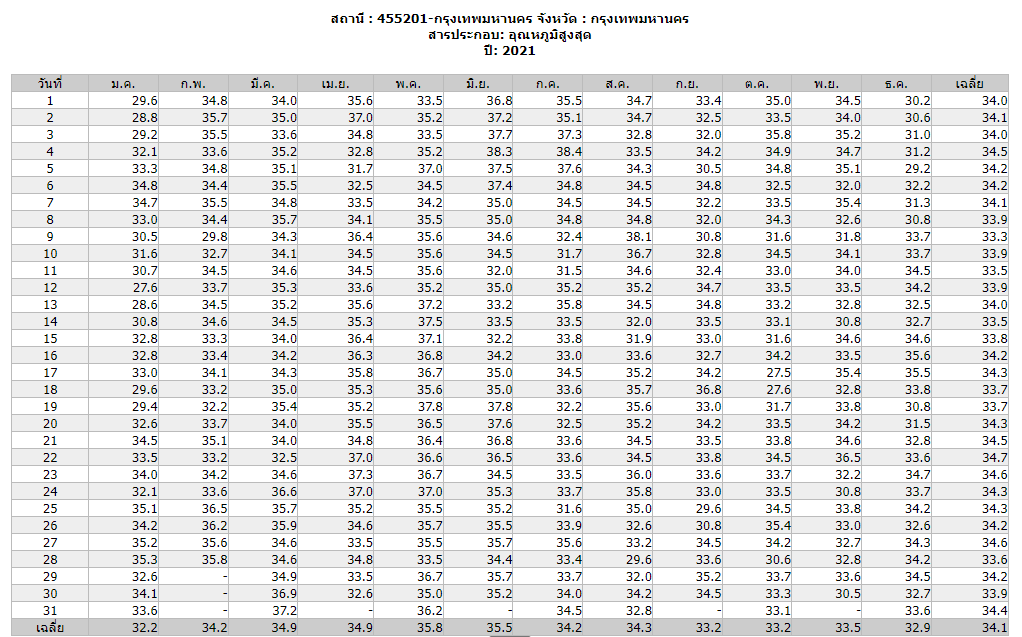 สถานี : 455201-กรุงเทพมหานคร จังหวัด : กรุงเทพมหานคร
สารประกอบ: อุณหภูมิสูงสุด
ปี: 2021
วันที่ ม.ค. ก.พ. มี.ค. เม.ย. พ.ค. มิ.ย. ก.ค. ส.ค. ก.ย. ต.ค. พ.ย. ธ.ค. เฉลี่ย
1 29.6 34.8 34.0 35.6 33.5 36.8 35.5 34.7 33.4 35.0 34.5 30.2 34.0
2 28.8 35.7 35.0 37.0 35.2 37.2 35.1 34.7 32.5 33.5 34.0 30.6 34.1
3 29.2 35.5 33.6 34.8 33.5 37.7 37.3 32.8 32.0 35.8 35.2 31.0 34.0
4 32.1 33.6 35.2 32.8 35.2 38.3 38.4 33.5 34.2 34.9 34.7 31.2 34.5
5 33.3 34.8 35.1 31.7 37.0 37.5 37.6 34.3 30.5 34.8 35.1 29.2 34.2
6 34.8 34.4 35.5 32.5 34.5 37.4 34.8 34.5 34.8 32.5 32.0 32.2 34.2
7 34.7 35.5 34.8 33.5 34.2 35.0 34.5 34.5 32.2 33.5 35.4 31.3 34.1
8 33.0 34.4 35.7 34.1 35.5 35.0 34.8 34.8 32.0 34.3 32.6 30.8 33.9
9 30.5 29.8 34.3 36.4 35.6 34.6 32.4 38.1 30.8 31.6 31.8 33.7 33.3
10 31.6 32.7 34.1 34.5 35.6 34.5 31.7 36.7 32.8 34.5 34.1 33.7 33.9
11 30.7 34.5 34.6 34.5 35.6 32.0 31.5 34.6 32.4 33.0 34.0 34.5 33.5
12 27.6 33.7 35.3 33.6 35.2 35.0 35.2 35.2 34.7 33.5 33.5 34.2 33.9
13 28.6 34.5 35.2 35.6 37.2 33.2 35.8 34.5 34.8 33.2 32.8 32.5 34.0
14 30.8 34.6 34.5 35.3 37.5 33.5 33.5 32.0 33.5 33.1 30.8 32.7 33.5
15 32.8 33.3 34.0 36.4 37.1 32.2 33.8 31.9 33.0 31.6 34.6 34.6 33.8
16 32.8 33.4 34.2 36.3 36.8 34.2 33.0 33.6 32.7 34.2 33.5 35.6 34.2
17 33.0 34.1 34.3 35.8 36.7 35.0 34.5 35.2 34.2 27.5 35.4 35.5 34.3
18 29.6 33.2 35.0 35.3 35.6 35.0 33.6 35.7 36.8 27.6 32.8 33.8 33.7
19 29.4 32.2 35.4 35.2 37.8 37.8 32.2 35.6 33.0 31.7 33.8 30.8 33.7
20 32.6 33.7 34.0 35.5 36.5 37.6 32.5 35.2 34.2 33.5 34.2 31.5 34.3
21 34.5 35.1 34.0 34.8 36.4 36.8 33.6 34.5 33.5 33.8 34.6 32.8 34.5
22 33.5 33.2 32.5 37.0 36.6 36.5 33.6 34.5 33.8 34.5 36.5 33.6 34.7
23 34.0 34.2 34.6 37.3 36.7 34.5 33.5 36.0 33.6 33.7 32.2 34.7 34.6
24 32.1 33.6 36.6 37.0 37.0 35.3 33.7 35.8 33.0 33.5 30.8 33.7 34.3
25 35.1 36.5 35.7 35.2 35.5 35.2 31.6 35.0 29.6 34.5 33.8 34.2 34.3
26 34.2 36.2 35.9 34.6 35.7 35.5 33.9 32.6 30.8 35.4 33.0 32.6 34.2
27 35.2 35.6 34.6 33.5 35.5 35.7 35.6 33.2 34.5 34.2 32.7 34.3 34.6
28 35.3 35.8 34.6 34.8 33.5 34.4 33.4 29.6 33.6 30.6 32.8 34.2 33.6
29 32.6 - 34.9 33.5 36.7 35.7 33.7 32.0 35.2 33.7 33.6 34.5 34.2
30 34.1 - 36.9 32.6 35.0 35.2 34.0 34.2 34.5 33.3 30.5 32.7 33.9
31 33.6 - 37.2 - 36.2 - 34.5 32.8 - 33.1 - 33.6 34.4
เฉลี่ย 32.2 34.2 34.9 34.9 35.8 35.5 34.2 34.3 33.2 33.2 33.5 32.9 34.1